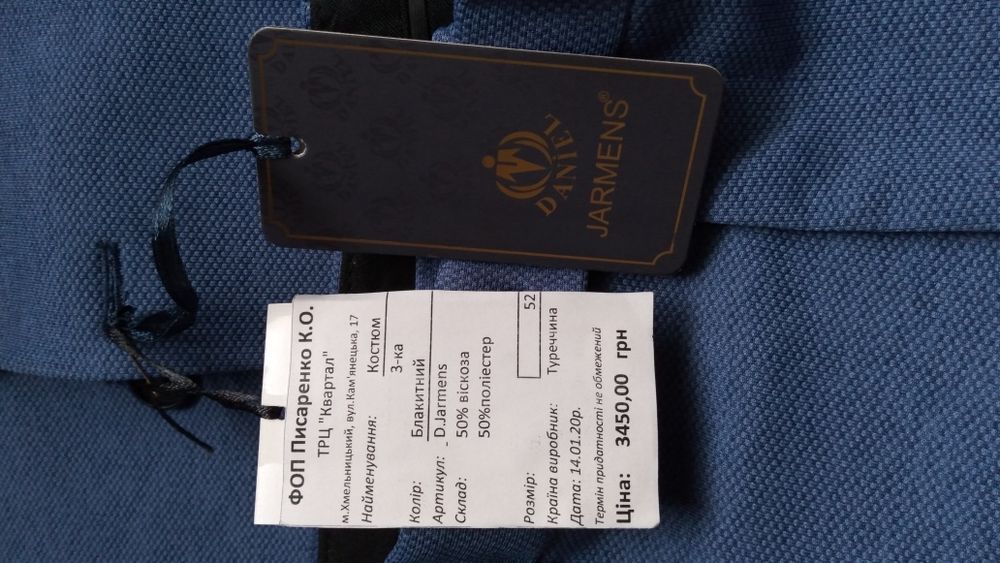 DANIEL
JARMENS®
ФОП Писаренко К.О.
ТРЦ "Квартал"
м.Хмельницький, вул.Кам'янецька, 17
Найменування: Костюм
3-ка
Колір: Блакитний
Артикул: D.Jarmens
Склад: 50% віскоза
50%поліестер
Розмір: 52
Країна виробник: Туреччина
Дата: 14.01.20р.
Термін придатності не обмежений
Ціна: 3450,00 грн